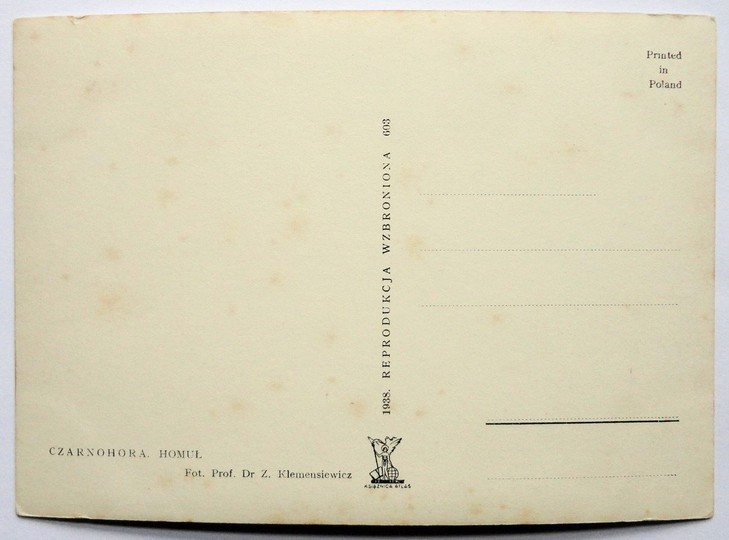 Printed
in
Poland
1938. REPRODUKCJA WZBRONIONA 603
CZARNOHORA. HOMUŁ
Fot. Prof. Dr Z. Klemensiewicz
KSIĄŻNICA ATLAS